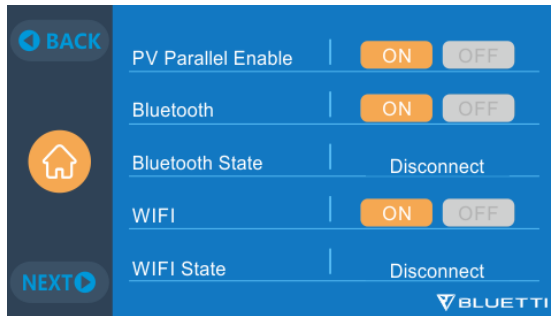 BACK
PV Parallel Enable ON OFF
Bluetooth ON OFF
Bluetooth State Disconnect
WIFI ON OFF
WIFI State Disconnect
NEXT
BLUETTI